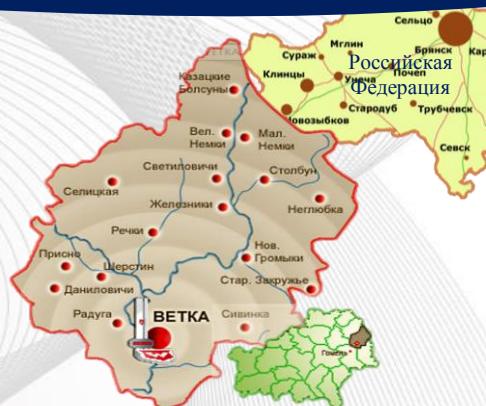 Сельцо
Мглин
Брянск
Кар
Сураж
Российская
Почеп
Клинцы
Унеча
Федерация
Новозыбков
Стародуб
Трубчевск
Севск
ВЕТКА
Казацкие
Болсуны
Вел.
Немки
Мал.
Немки
Светиловичи
Столбун
Селицкая
Железники
Неглюбка
Речки
Присно
Шерстин
Нов.
Громыки
Даниловичи
Стар. Закружье
Радуга
ВЕТКА
Сивинка
Гомель